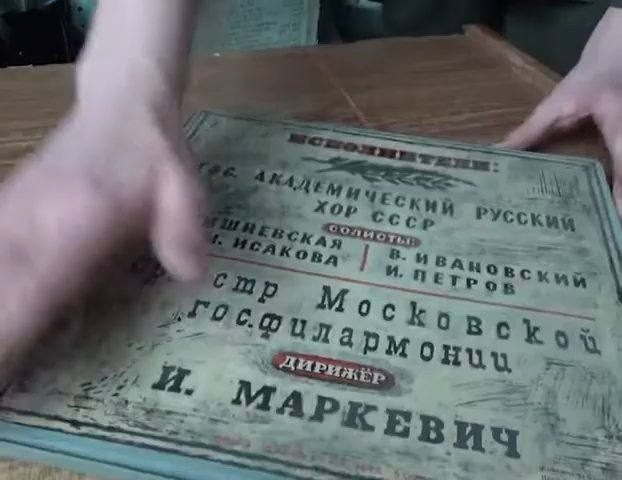 ИСПОЛНИТЕЛИ:
АКАДЕМИЧЕСКИЙ РУССКИЙ
ХОР СССР
СОЛИСТЫ:
В. ИВАНОВСКИЙ
ИСАКОВА И. ПЕТРОВ
Московской
госфилармонии
ДИРИЖЁР
И. МАРКЕВИЧ